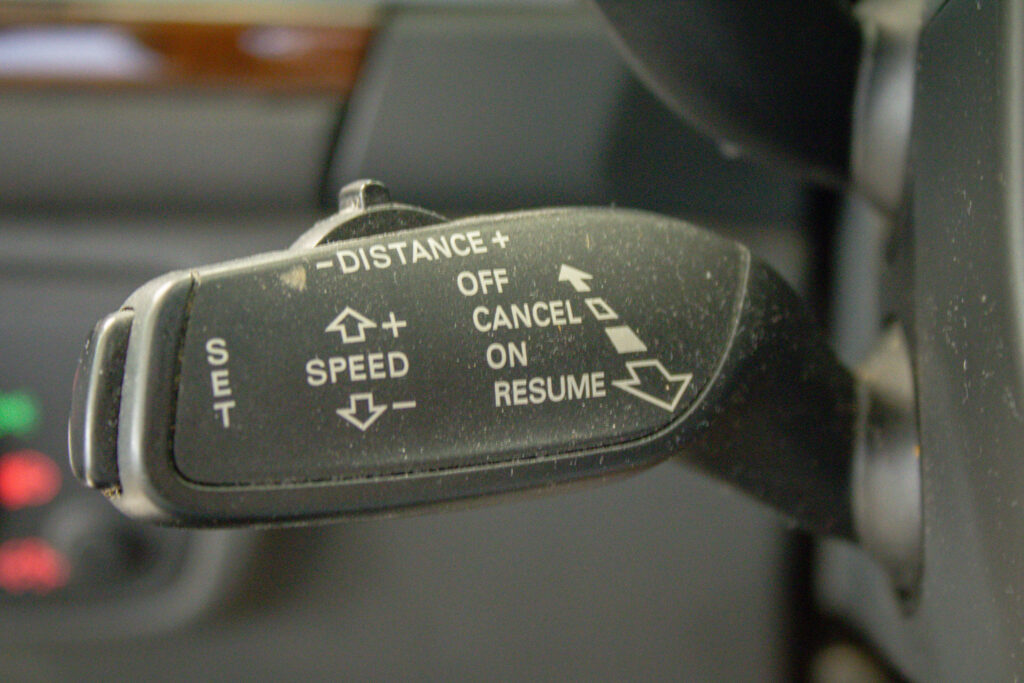 - DISTANCE +
OFF
CANCEL
ON
RESUME
+
SPEED
-
SET